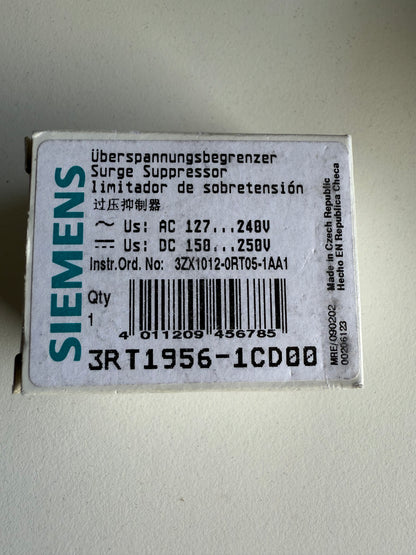 SIEMENS
Überspannungsbegrenzer
Surge Suppressor
limitador de sobretensión
过压抑制器
~ Us: AC 127...240V
Us: DC 150...250V
Instr.Ord. No: 3ZX1012-0RT05-1AA1
Qty
1
4 011209 456785
3RT1956-1CD00
Made in Czech Republic
Hecho EN Republica Checa
MRE/090202
00206123